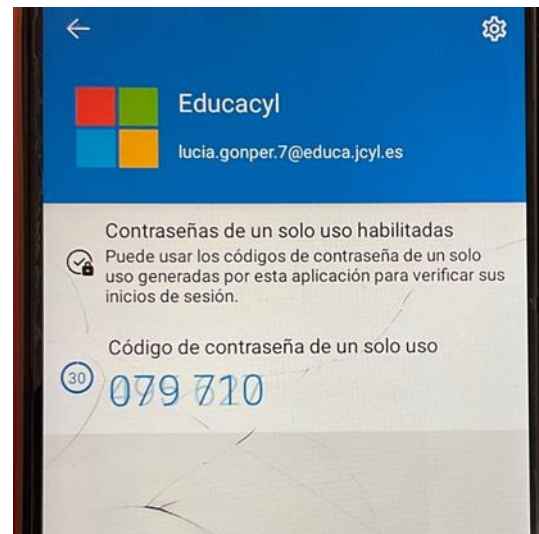 Educacyl
lucia.gonper.7@educa.jcyl.es
Contraseñas de un solo uso habilitadas
Puede usar los códigos de contraseña de un solo
uso generadas por esta aplicación para verificar sus
inicios de sesión.
Código de contraseña de un solo uso
30
079 710